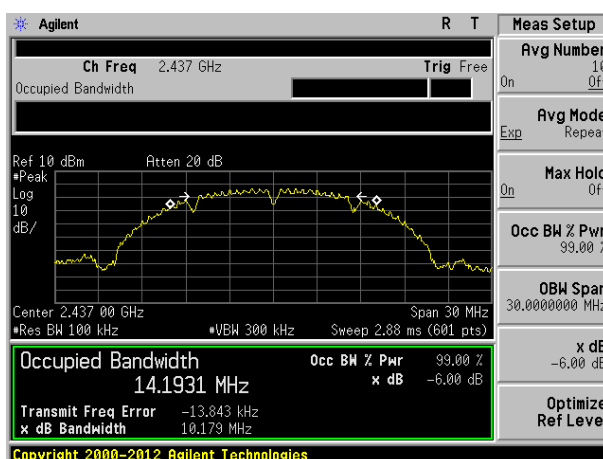 Agilent R T Meas Setup
Ch Freq 2.437 GHz Trig Free
Occupied Bandwidth
Avg Number
10
On Of
Avg Mode
Exp Repea
Max Hold
On Of
Occ BW % Pwr
99.00 %
OBW Span
30.0000000 MHz
x dB
-6.00 dB
Optimize
Ref Leve
Ref 10 dBm Atten 20 dB
#Peak
Log
10
dB/
Center 2.437 00 GHz Span 30 MHz
#Res BW 100 kHz #VBW 300 kHz Sweep 2.88 ms (601 pts)
Occupied Bandwidth Occ BW % Pwr 99.00 %
14.1931 MHz x dB -6.00 dB
Transmit Freq Error -13.843 kHz
x dB Bandwidth 10.179 MHz
Copyright 2000-2012 Agilent Technologies